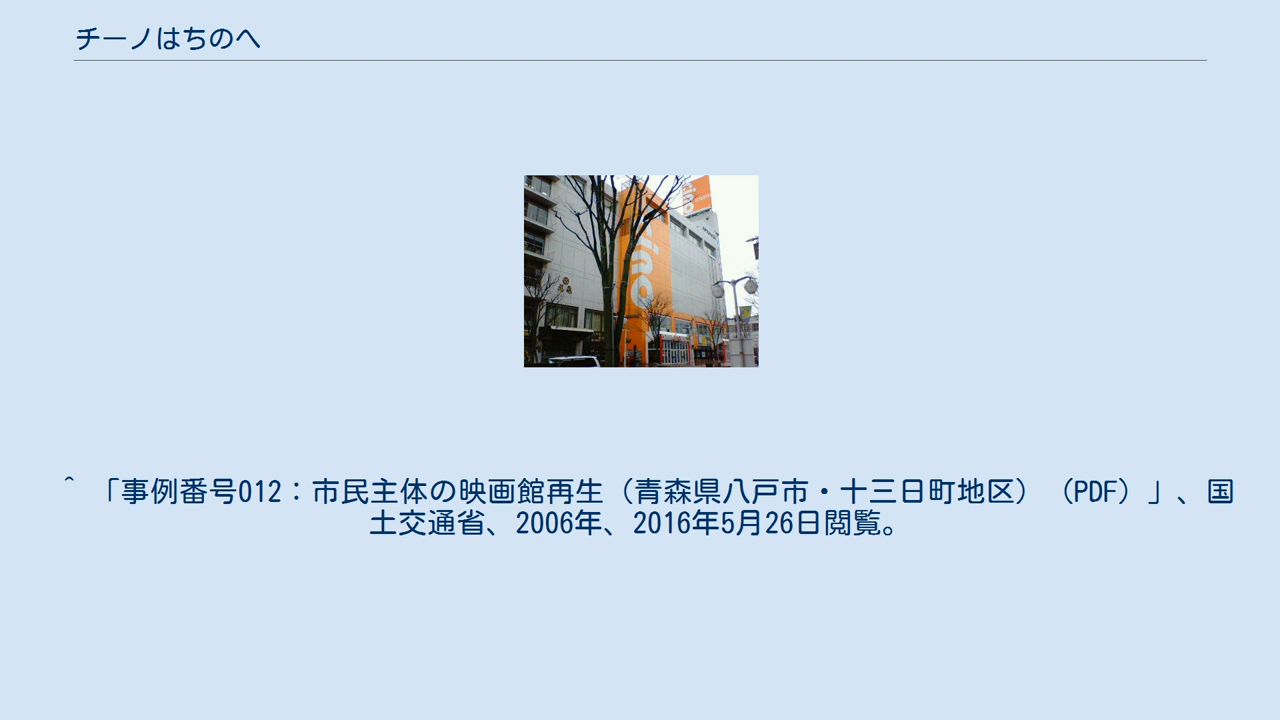 チーノはちのへ
cino
cino
^ 「事例番号012：市民主体の映画館再生（青森県八戸市・十三日町地区）（PDF）」、国
土交通省、2006年、2016年5月26日閲覧。